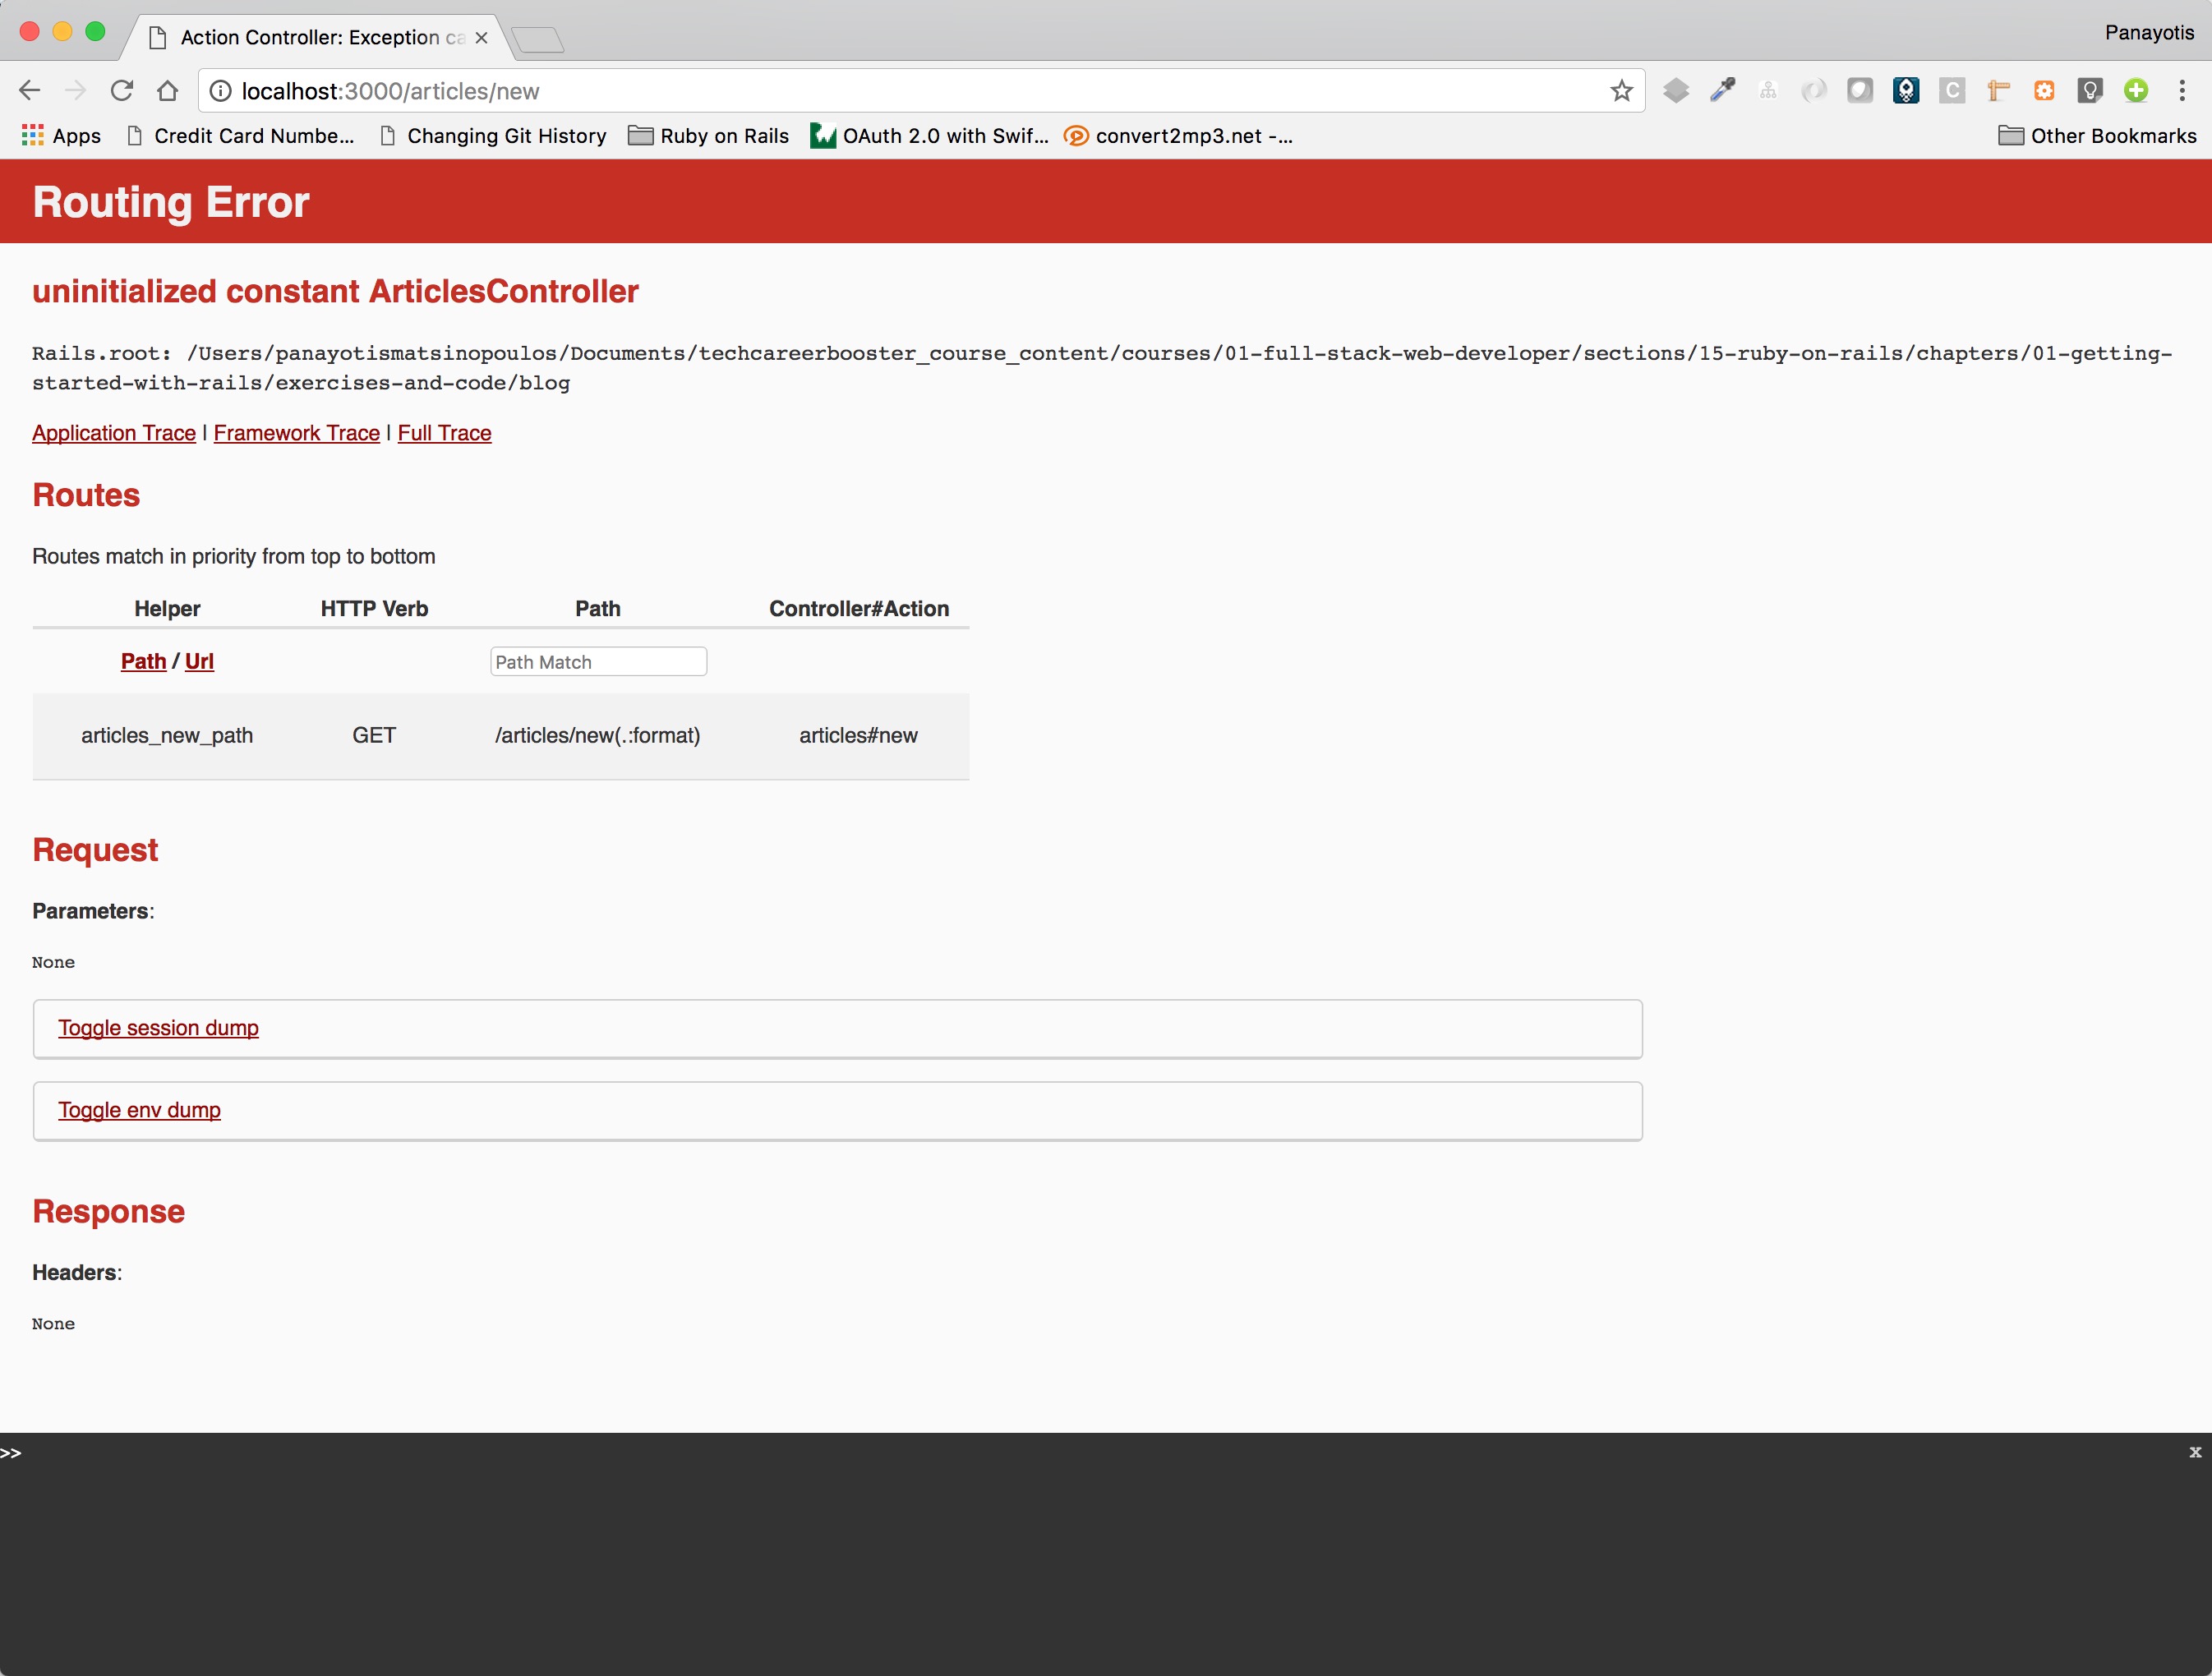 Action Controller: Exception ca
Panayotis
localhost:3000/articles/new
Apps
Credit Card Numbe...
Changing Git History
Ruby on Rails
OAuth 2.0 with Swif...
convert2mp3.net -...
Other Bookmarks
Routing Error
uninitialized constant ArticlesController
Rails.root: /Users/panayotismatsinopoulos/Documents/techcareerbooster_course_content/courses/01-full-stack-web-developer/sections/15-ruby-on-rails/chapters/01-getting-
started-with-rails/exercises-and-code/blog
Application Trace | Framework Trace | Full Trace
Routes
Routes match in priority from top to bottom
Helper HTTP Verb Path Controller#Action
Path / Url Path Match
articles_new_path GET /articles/new(.:format) articles#new
Request
Parameters:
None
Toggle session dump
Toggle env dump
Response
Headers:
None
>> x